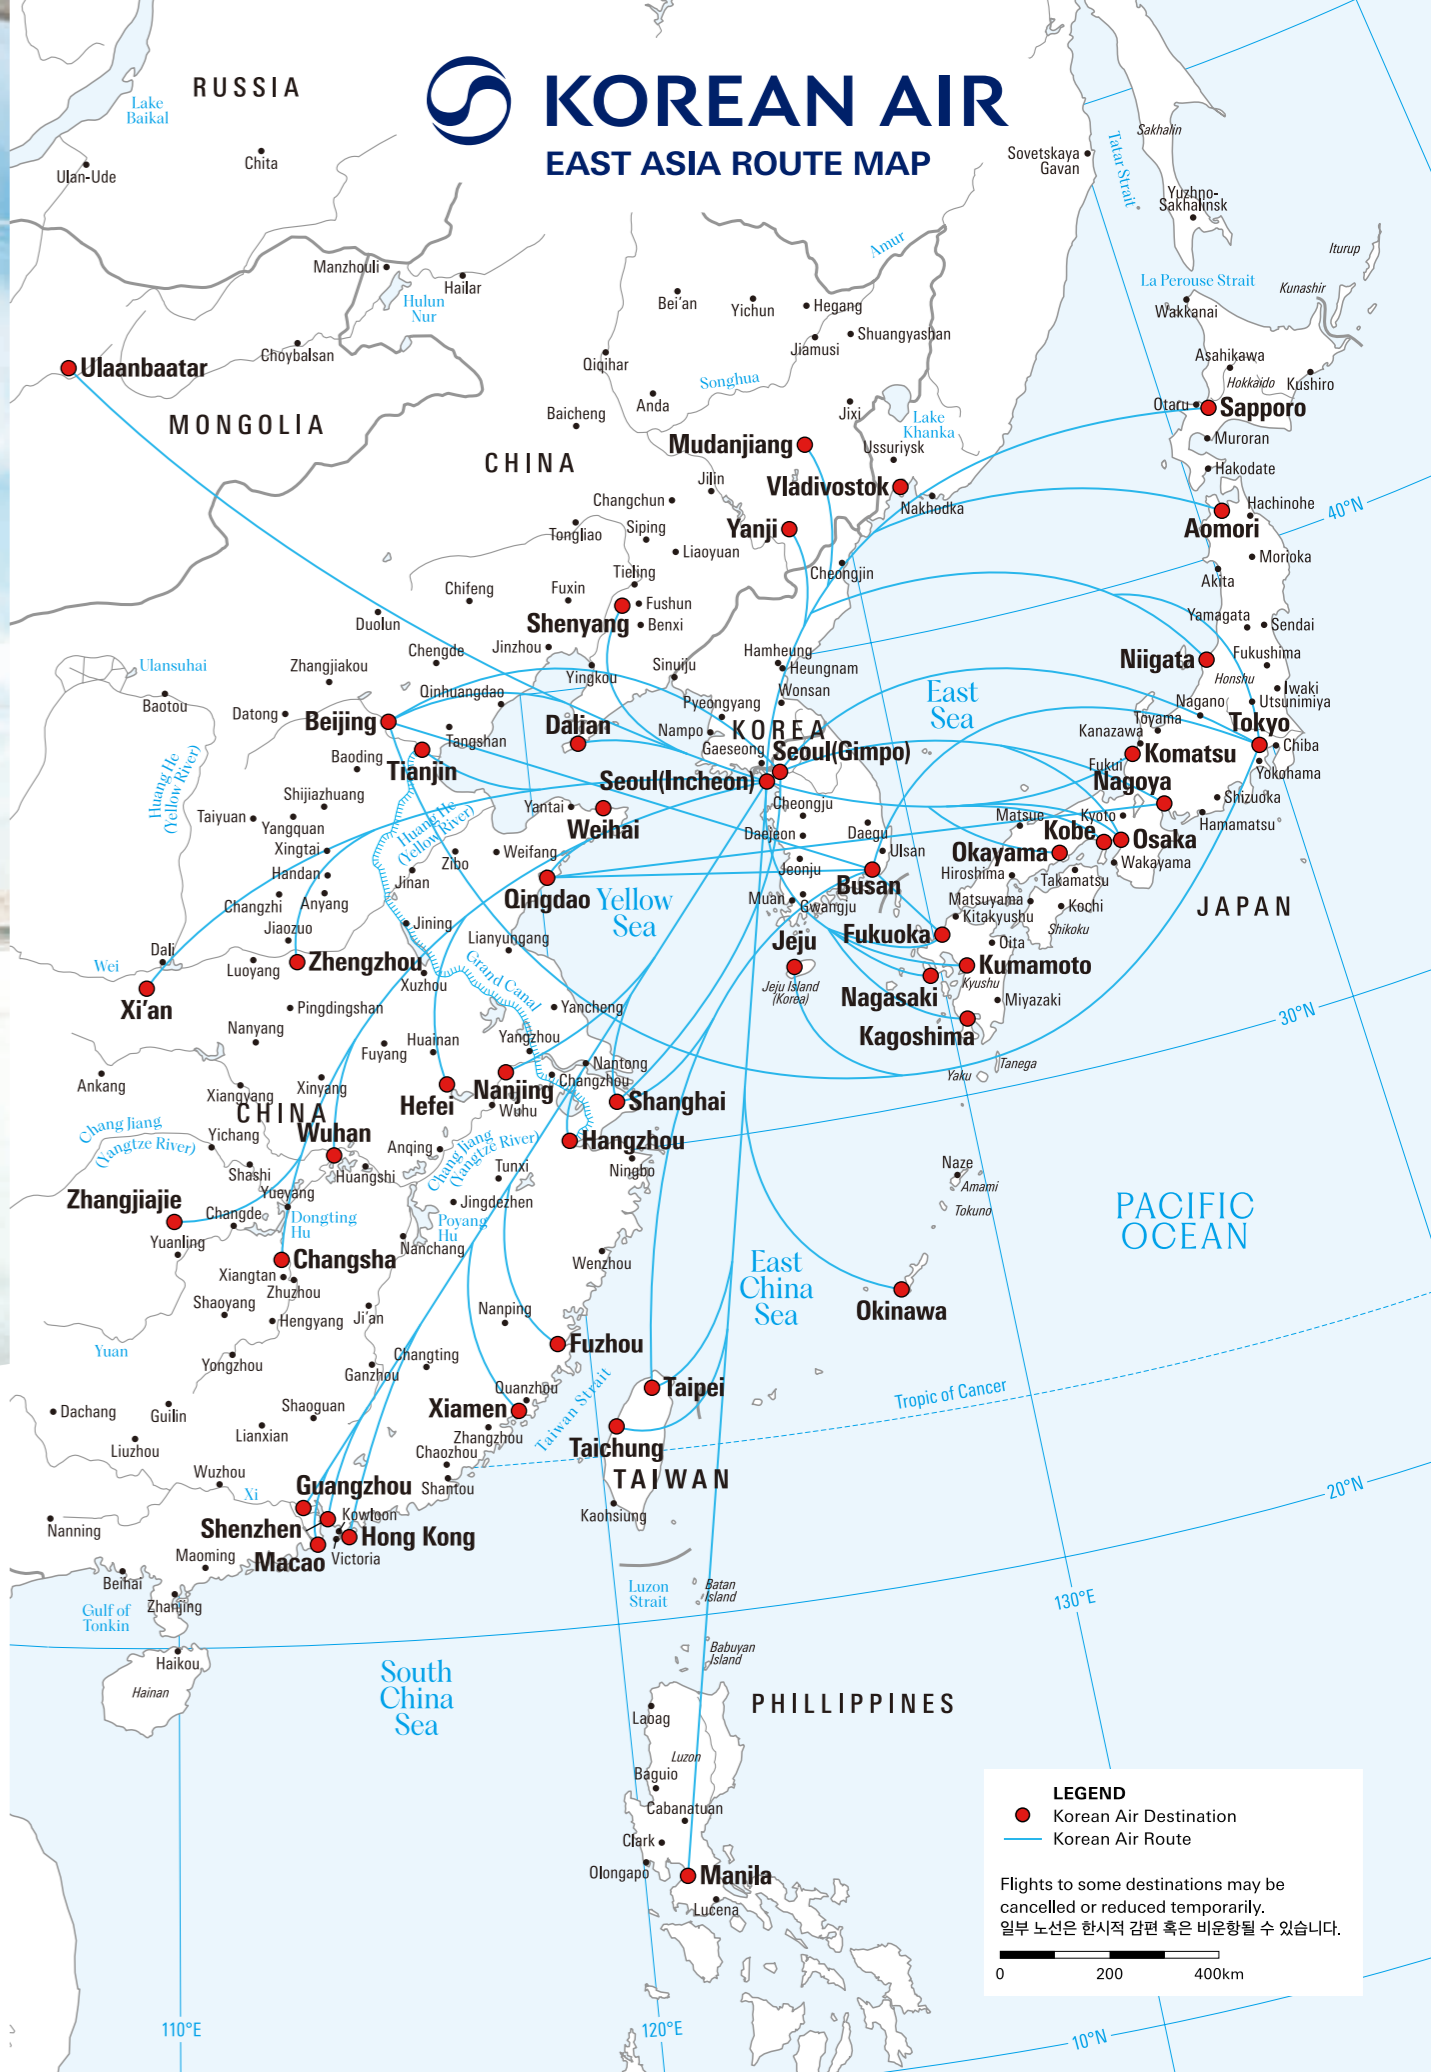 KOREAN AIR
EAST ASIA ROUTE MAP
RUSSIA
Lake
Baikal
Ulan-Ude
Chita
Sovetskaya
Gavan
Tatar Strait
Sakhalin
Yuzhno-
Sakhalinsk
Iturup
Kunashir
La Perouse Strait
Wakkanai
Amur
Manzhouli
Hailar
Hulun
Nur
Choybalsan
Ulaanbaatar
MONGOLIA
Bei'an
Yichun
Hegang
Shuangyashan
Jiamusi
Qiqihar
Songhua
Anda
Baicheng
Jixi
Lake
Khanka
Asahikawa
Hokkaido
Kushiro
Otaru
Sapporo
Muroran
Hakodate
Mudanjiang
Ussuriysk
CHINA
Vladivostok
Nakhodka
Jilin
Changchun
Siping
Tongliao
Liaoyuan
Yanji
Cheongjin
Hachinohe
Aomori
40°N
Morioka
Akita
Tieling
Fuxin
Chifeng
Fushun
Shenyang
Benxi
Duolun
Jinzhou
Chengde
Yingkou
Sinuiju
Hamheung
Heungnam
Wonsan
Yamagata
Sendai
Niigata
Fukushima
Honshu
Iwaki
Utsunimiya
Nagano
Ulansuhai
Zhangjiakou
Baotou
Datong
Qinhuangdao
Beijing
Tangshan
Dalian
Pyeongyang
Nampo
KOREA
Gaeseong
East
Sea
Toyama
Kanazawa
Tokyo
Chiba
Komatsu
Fukui
Yokohama
Nagoya
Shizuoka
Hamamatsu
Seoul(Gimpo)
Seoul(Incheon)
Baoding
Tianjin
Huang He
(Yellow River)
Shijiazhuang
Taiyuan
Yangquan
Xingtai
Huang He
(Yellow River)
Yantai
Weihai
Weifang
Zibo
Handan
Jinan
Changzhi
Anyang
Qingdao
Yellow
Sea
Cheongju
Daejeon
Daegu
Ulsan
Jeonju
Busan
Muan
Gwangju
Matsue
Kyoto
Kobe
Osaka
Okayama
Wakayama
Hiroshima
Takamatsu
Matsuyama
Kochi
Kitakyushu
Shikoku
JAPAN
Jeju
Jeju Island
(Korea)
Fukuoka
Oita
Kumamoto
Kyushu
Nagasaki
Miyazaki
Kagoshima
Jiaozuo
Jining
Lianyungang
Dali
Wei
Luoyang
Zhengzhou
Xuzhou
Grand Canal
Xi'an
Pingdingshan
Yancheng
Nanyang
Huainan
Fuyang
Yangzhou
Nantong
Changzhou
Tanega
Yaku
30°N
Ankang
Xiangyang
Xinyang
Hefei
Nanjing
Wuhu
Shanghai
CHINA
Chang Jiang
(Yangtze River)
Wuhan
Yichang
Anqing
Chang Jiang
(Yangtze River)
Hangzhou
Ningbo
Tunxi
Shashi
Huangshi
Jingdezhen
Zhangjiajie
Yueyang
Changde
Dongting
Hu
Poyang
Hu
Nanchang
Yuanling
Changsha
Wenzhou
Naze
Amami
Tokuno
PACIFIC
OCEAN
East
China
Sea
Okinawa
Xiangtan
Zhuzhou
Shaoyang
Hengyang
Ji'an
Nanping
Fuzhou
Yuan
Yongzhou
Changting
Ganzhou
Quanzhou
Taiwan Strait
Taipei
Tropic of Cancer
Dachang
Guilin
Shaoguan
Xiamen
Zhangzhou
Taichung
Liuzhou
Lianxian
Chaozhou
TAIWAN
Wuzhou
Xi
Guangzhou
Shantou
Kaohsiung
20°N
Nanning
Shenzhen
Kowloon
Hong Kong
Victoria
Macao
Maoming
Beihai
Zhanjing
Gulf of
Tonkin
Luzon
Strait
Batan
Island
130°E
Babuyan
Island
Haikou
Hainan
South
China
Sea
PHILLIPPINES
Laoag
Luzon
Baguio
Cabanatuan
Clark
Olongapo
Manila
Lucena
LEGEND
Korean Air Destination
Korean Air Route
Flights to some destinations may be
cancelled or reduced temporarily.
일부 노선은 한시적 감편 혹은 비운항될 수 있습니다.
0 200 400km
110°E
120°E
10°N